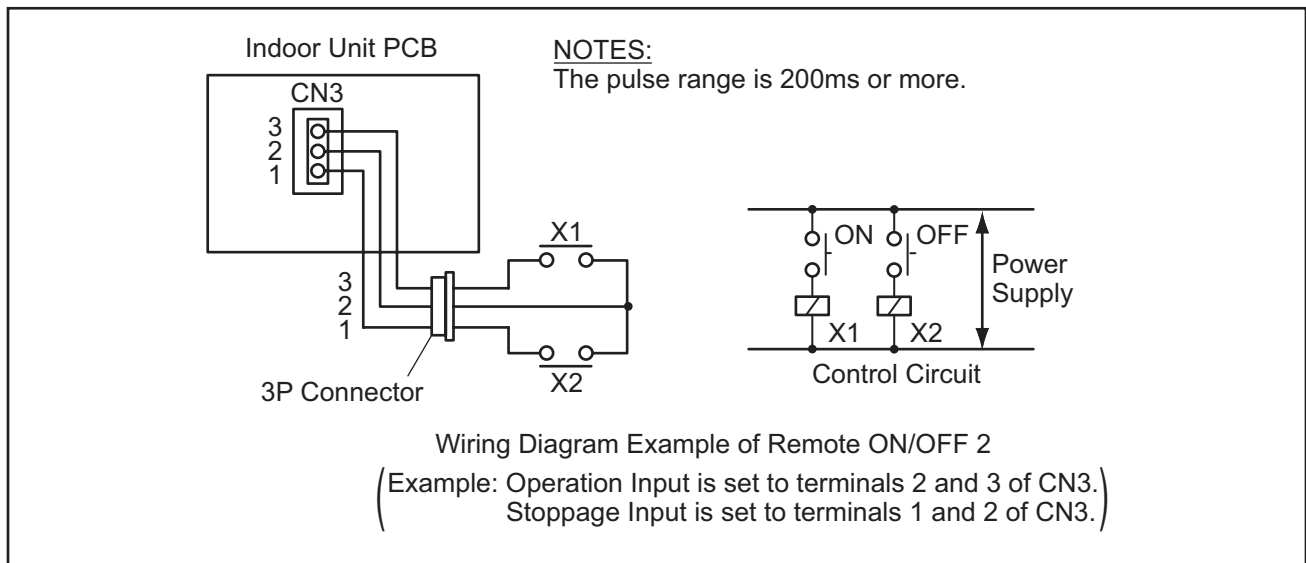 Indoor Unit PCB
NOTES:
The pulse range is 200ms or more.
CN3
3
2
1
X1
ON
OFF
Power
Supply
3
2
1
X1
X2
X2
3P Connector
Control Circuit
Wiring Diagram Example of Remote ON/OFF 2
(Example: Operation Input is set to terminals 2 and 3 of CN3.
Stoppage Input is set to terminals 1 and 2 of CN3.)